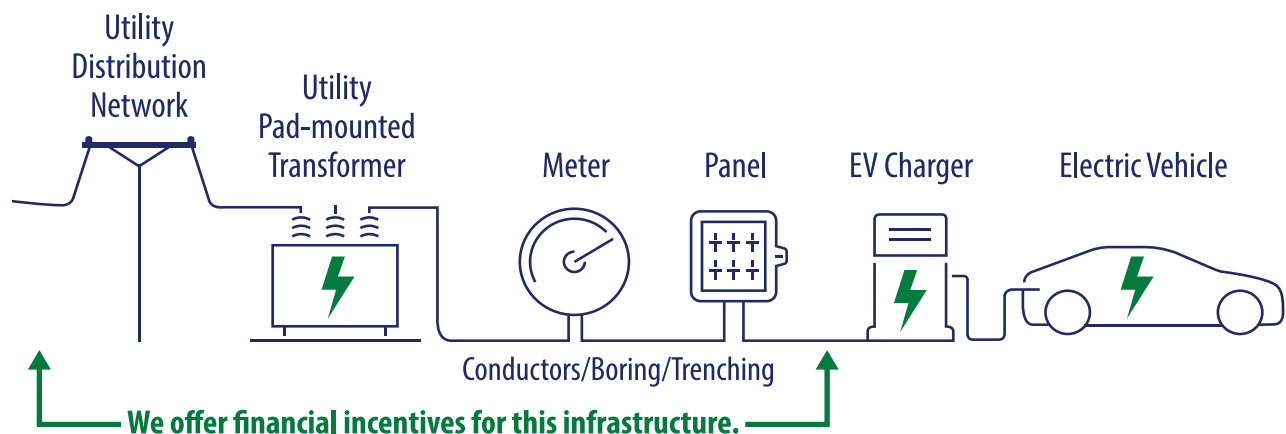 Utility
Distribution
Network
Utility
Pad-mounted
Transformer
Meter
Panel
EV Charger
Electric Vehicle
Conductors/Boring/Trenching
We offer financial incentives for this infrastructure.